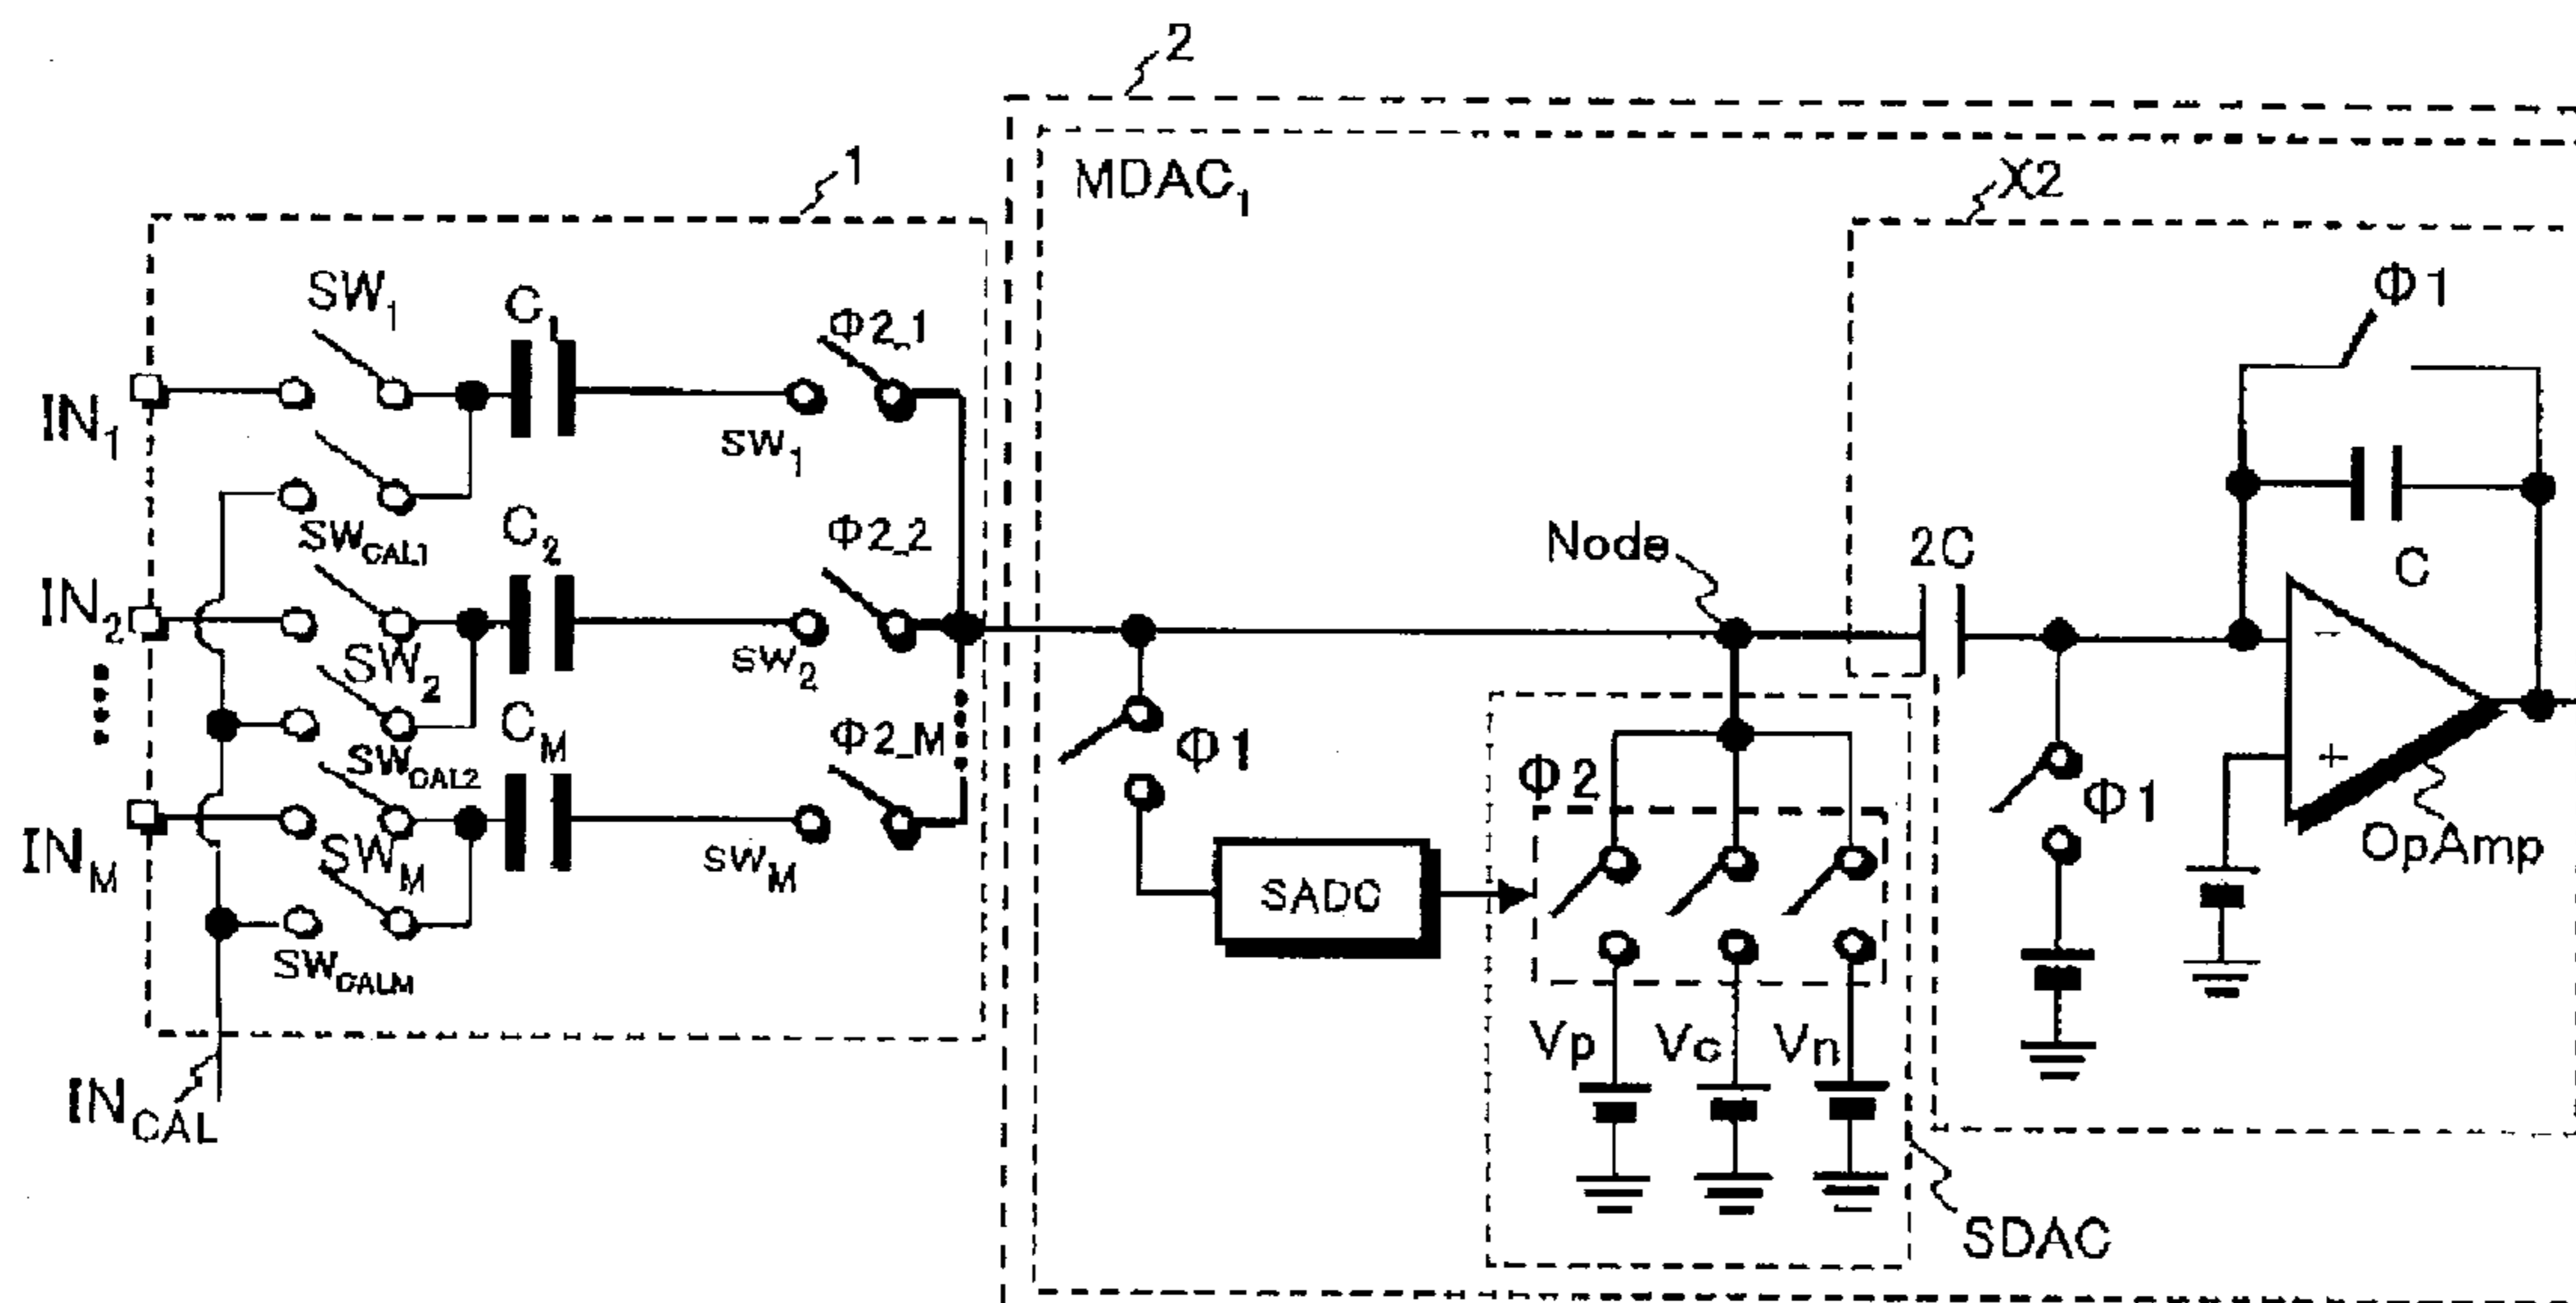 2
1
MDAC1
X2
SW1
C1
Φ2_1
Φ1
IN1
SW1
SWCAL1
C2
Φ2_2
Node
2C
C
IN2
SW2
SW2
−
SWCAL2
CM
Φ2_M
Φ1
Φ2
+
Φ1
OpAmp
INM
SWM
SWM
SADC
SWCALM
Vp
Vc
Vn
INCAL
SDAC